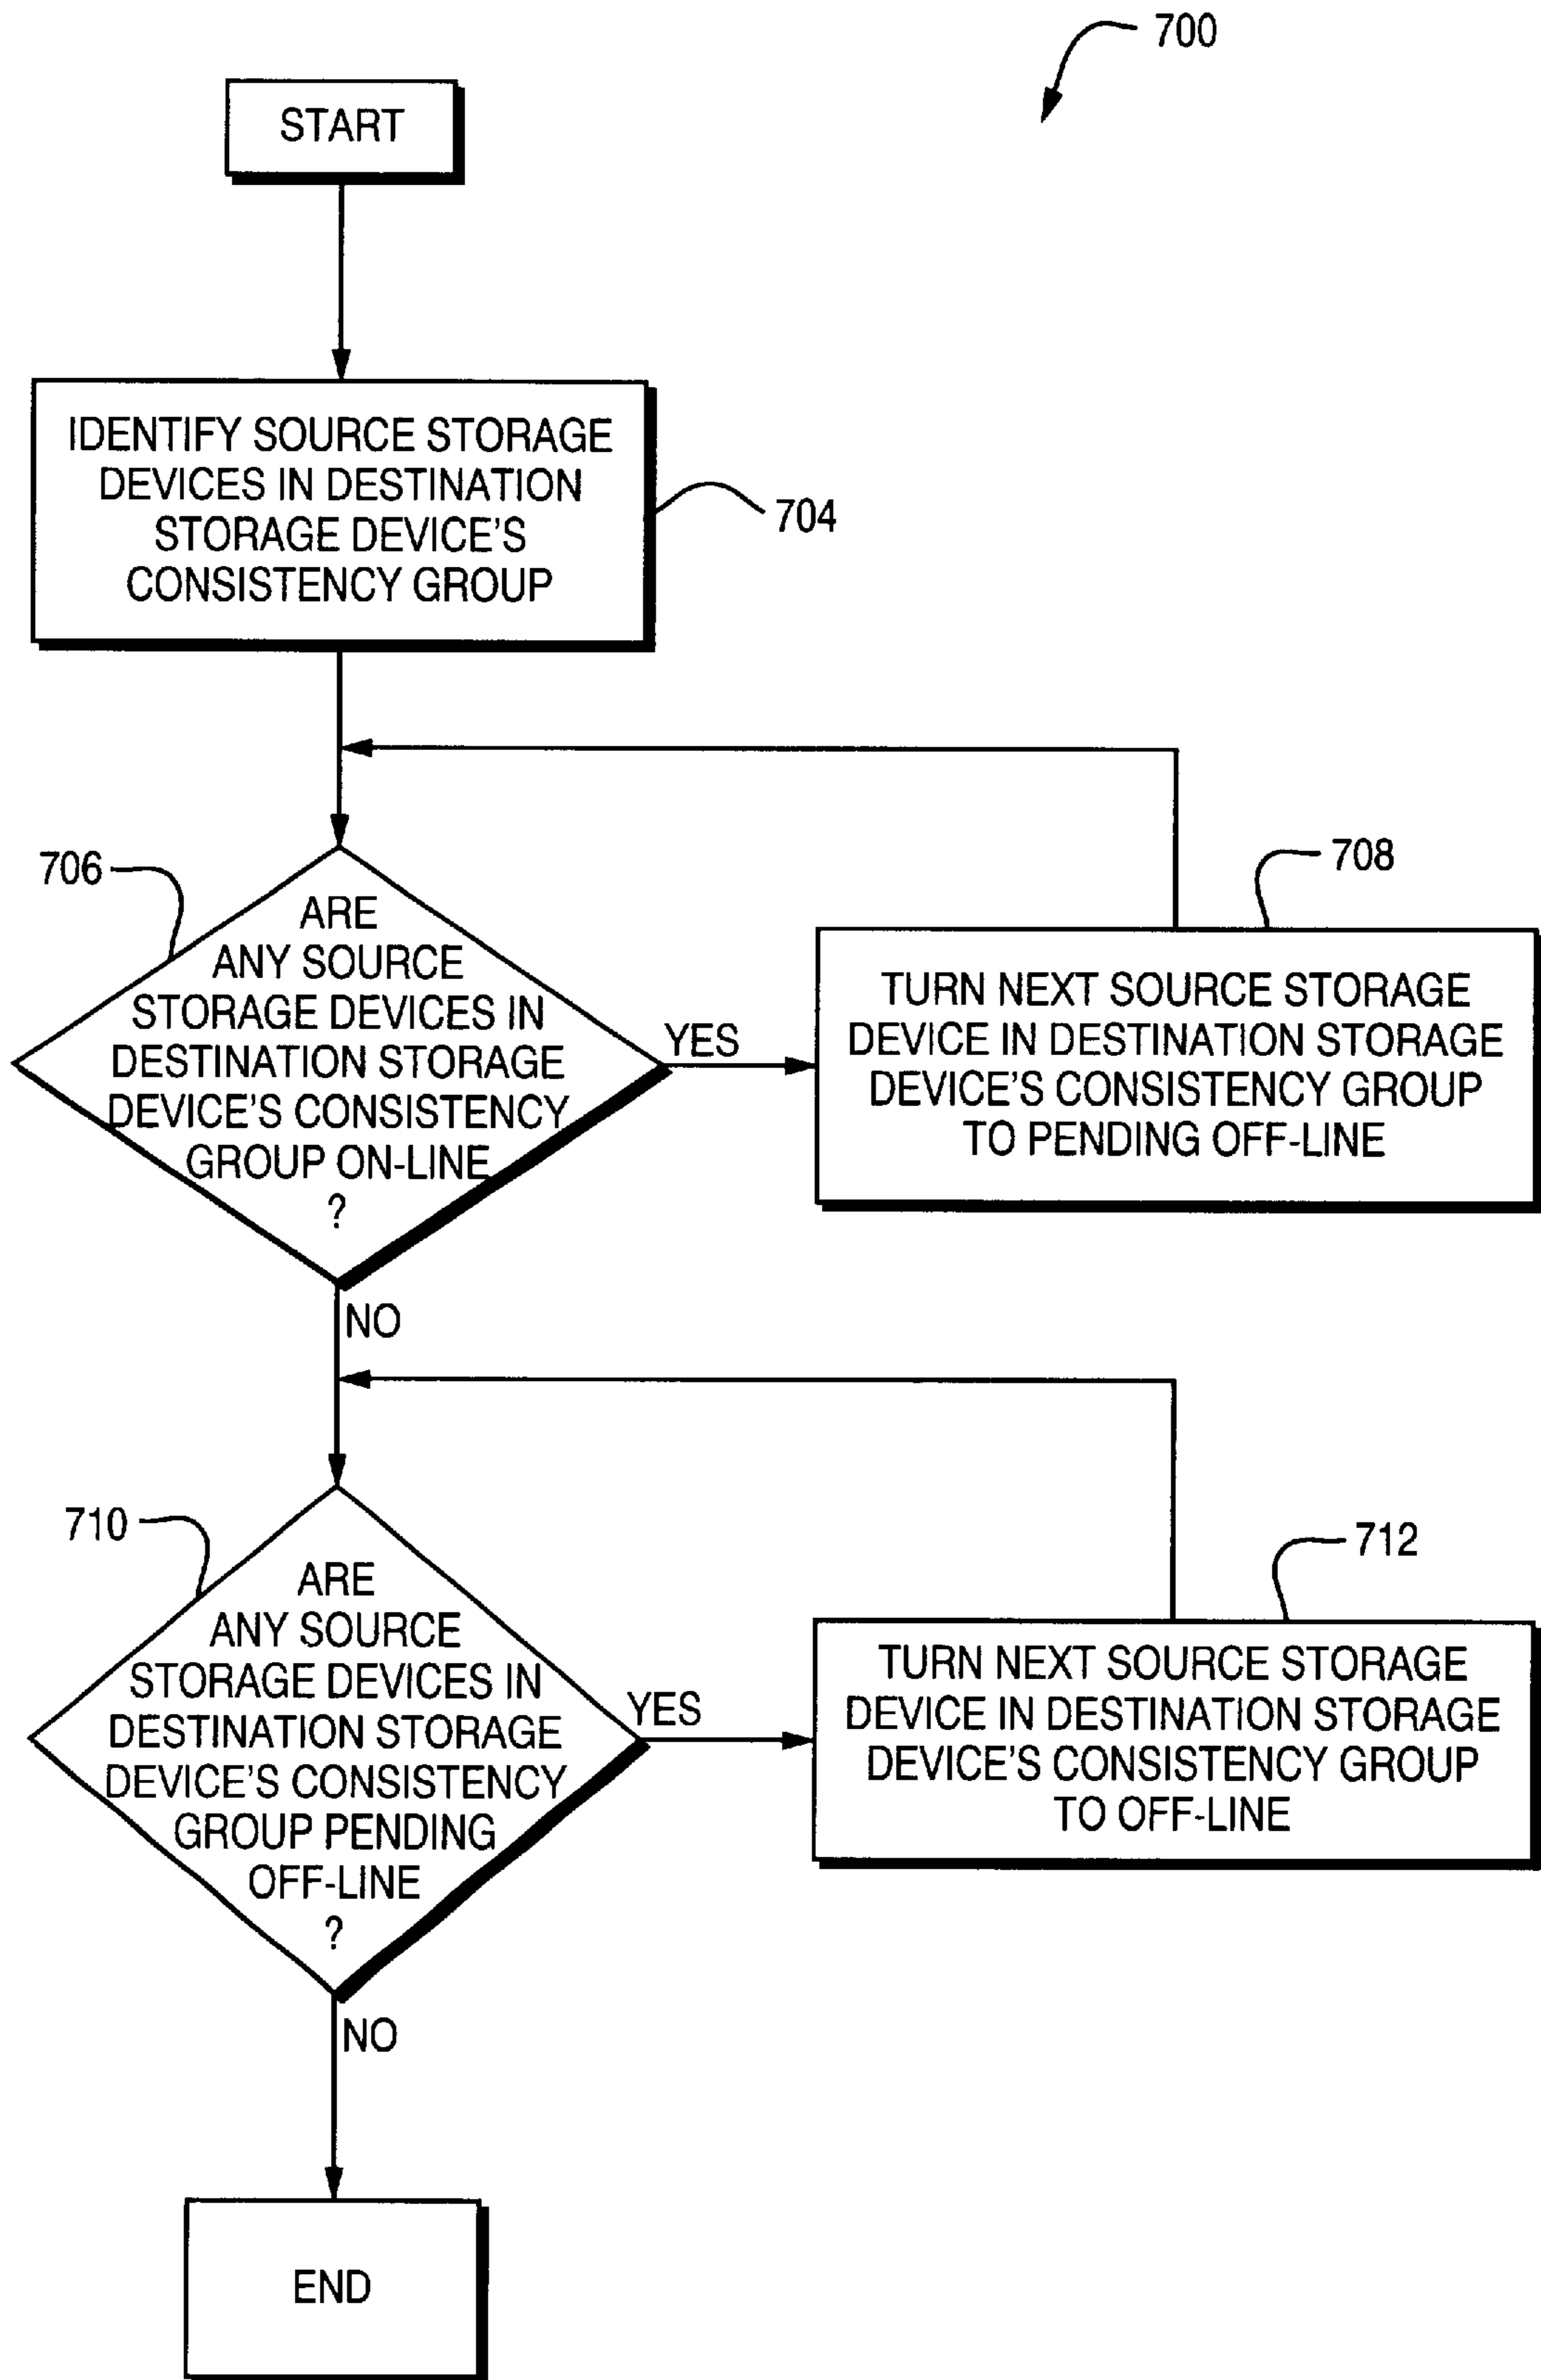 700
START
IDENTIFY SOURCE STORAGE
DEVICES IN DESTINATION
STORAGE DEVICE'S
CONSISTENCY GROUP
704
706
ARE
ANY SOURCE
STORAGE DEVICES IN
DESTINATION STORAGE
DEVICE'S CONSISTENCY
GROUP ON-LINE
?
YES
708
TURN NEXT SOURCE STORAGE
DEVICE IN DESTINATION STORAGE
DEVICE'S CONSISTENCY GROUP
TO PENDING OFF-LINE
NO
710
ARE
ANY SOURCE
STORAGE DEVICES IN
DESTINATION STORAGE
DEVICE'S CONSISTENCY
GROUP PENDING
OFF-LINE
?
YES
712
TURN NEXT SOURCE STORAGE
DEVICE IN DESTINATION STORAGE
DEVICE'S CONSISTENCY GROUP
TO OFF-LINE
NO
END